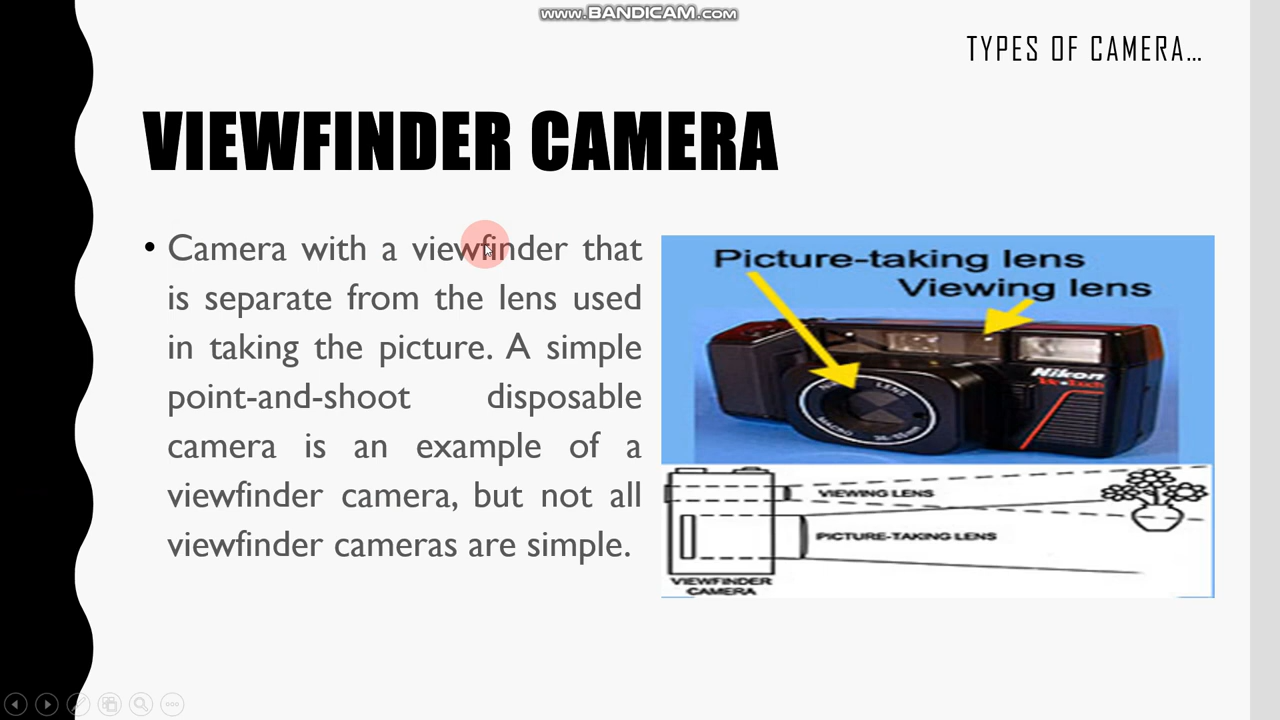 www.BANDICAM.com
TYPES OF CAMERA...
VIEWFINDER CAMERA
• Camera with a viewfinder that
is separate from the lens used
in taking the picture. A simple
point-and-shoot disposable
camera is an example of a
viewfinder camera, but not all
viewfinder cameras are simple.
Picture-taking lens
Viewing lens
Nikon
LENS
MACRO
VIEWING LENS
PICTURE-TAKING LENS
VIEWFINDER
CAMERA